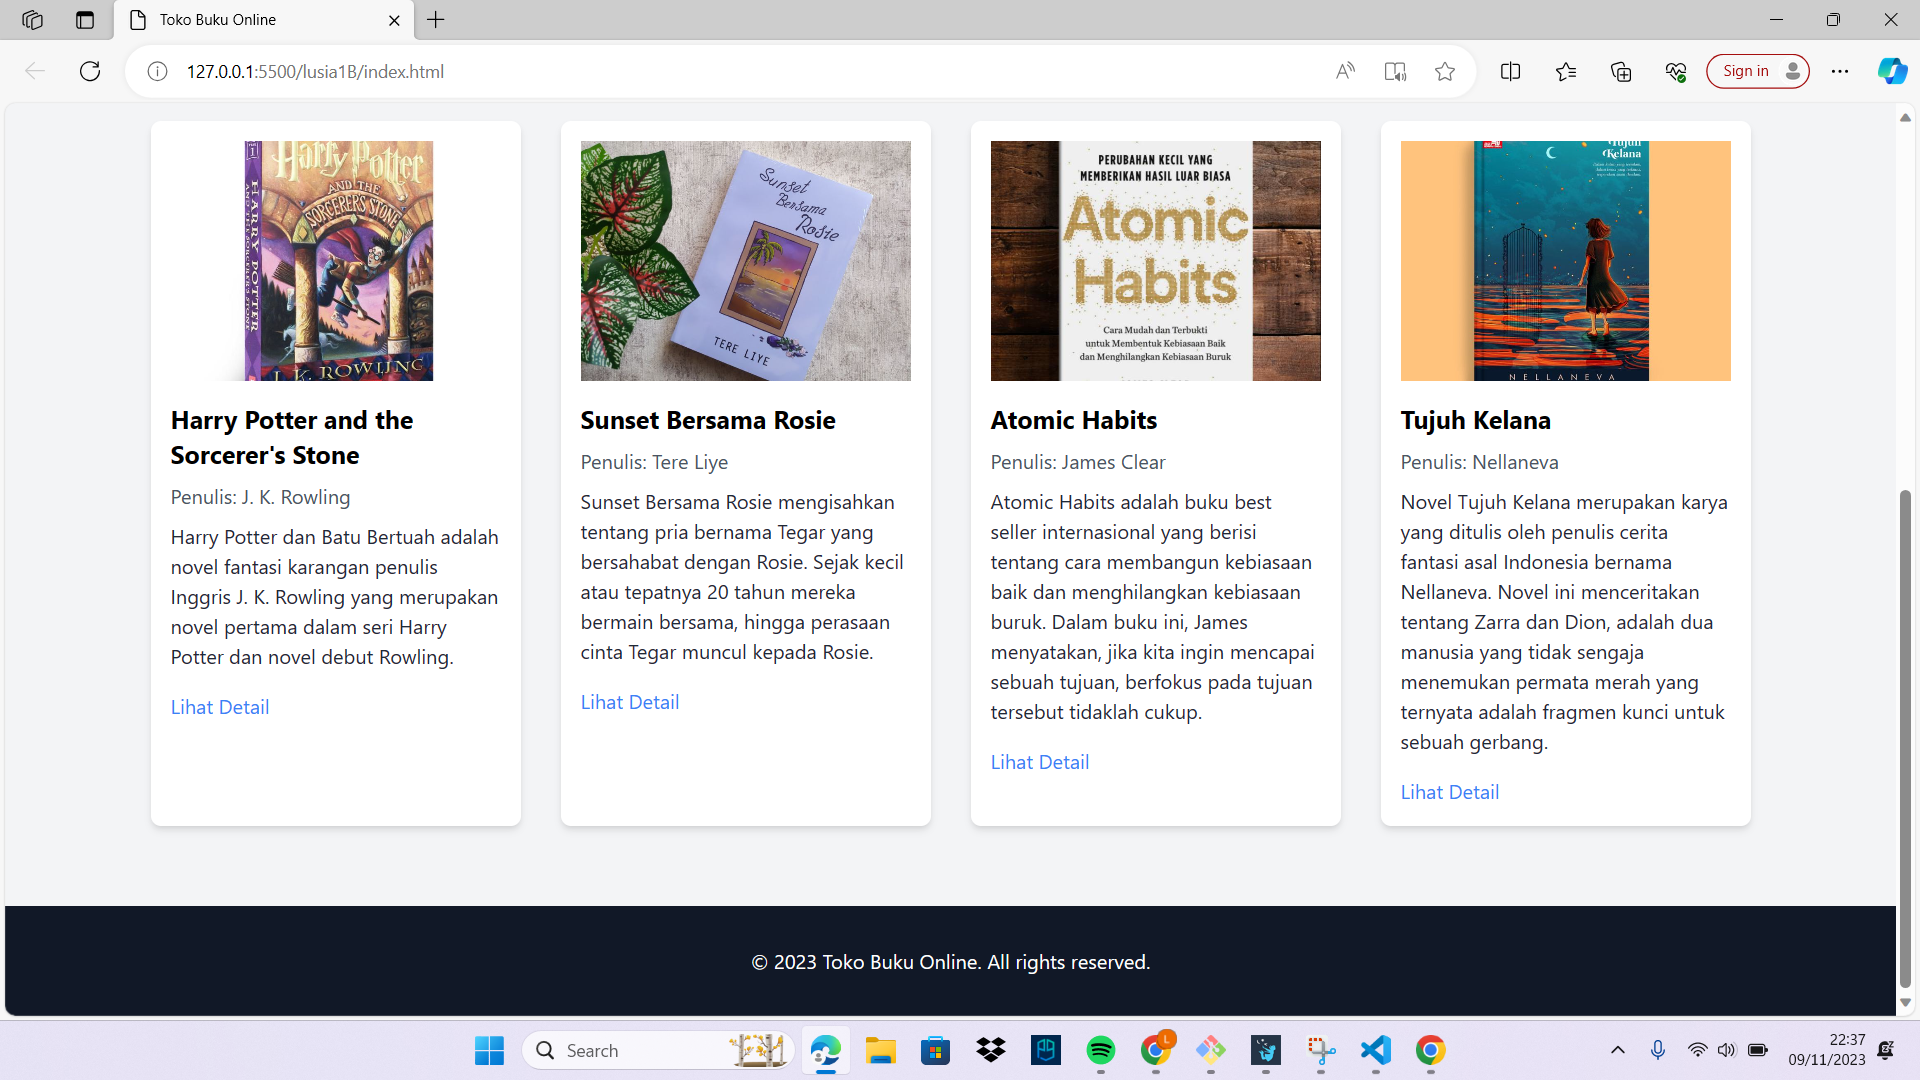 Toko Buku Online
127.0.0.1:5500/lusia1B/index.html
Sign in
Harry Potter
AND THE
SORCERER'S STONE
HARRY POTTER
J. K. ROWLING
Harry Potter and the
Sorcerer's Stone
Penulis: J. K. Rowling
Harry Potter dan Batu Bertuah adalah
novel fantasi karangan penulis
Inggris J. K. Rowling yang merupakan
novel pertama dalam seri Harry
Potter dan novel debut Rowling.
Lihat Detail
Sunset
Bersama
Rosie
TERE LIYE
Sunset Bersama Rosie
Penulis: Tere Liye
Sunset Bersama Rosie mengisahkan
tentang pria bernama Tegar yang
bersahabat dengan Rosie. Sejak kecil
atau tepatnya 20 tahun mereka
bermain bersama, hingga perasaan
cinta Tegar muncul kepada Rosie.
Lihat Detail
PERUBAHAN KECIL YANG
MEMBERIKAN HASIL LUAR BIASA
Atomic
Habits
Cara Mudah dan Terbukti
untuk Membentuk Kebiasaan Baik
dan Menghilangkan Kebiasaan Buruk
Atomic Habits
Penulis: James Clear
Atomic Habits adalah buku best
seller internasional yang berisi
tentang cara membangun kebiasaan
baik dan menghilangkan kebiasaan
buruk. Dalam buku ini, James
menyatakan, jika kita ingin mencapai
sebuah tujuan, berfokus pada tujuan
tersebut tidaklah cukup.
Lihat Detail
Tujuh
Kelana
NELLANEVA
Tujuh Kelana
Penulis: Nellaneva
Novel Tujuh Kelana merupakan karya
yang ditulis oleh penulis cerita
fantasi asal Indonesia bernama
Nellaneva. Novel ini menceritakan
tentang Zarra dan Dion, adalah dua
manusia yang tidak sengaja
menemukan permata merah yang
ternyata adalah fragmen kunci untuk
sebuah gerbang.
Lihat Detail
© 2023 Toko Buku Online. All rights reserved.
Search
L
22:37
09/11/2023